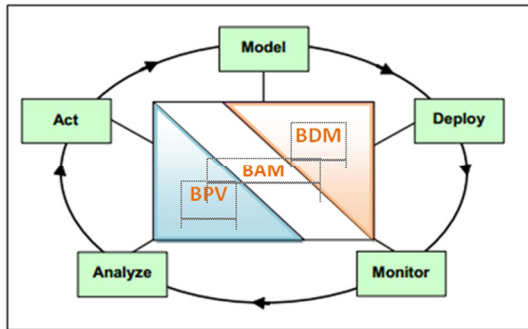 Model
Act
Deploy
BDM
BAM
BPV
Analyze
Monitor